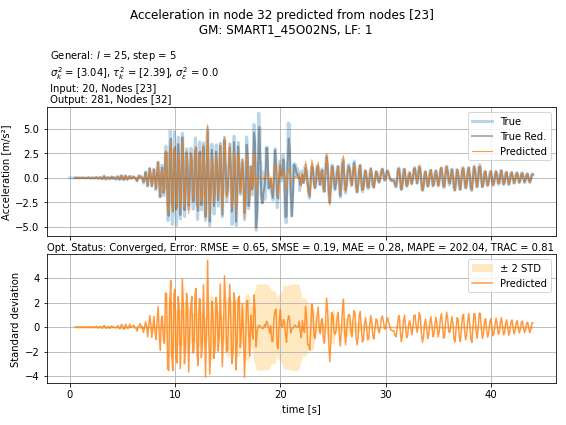 Acceleration in node 32 predicted from nodes [23]
GM: SMART1_45O02NS, LF: 1
General: l = 25, step = 5
σ²ₖ = [3.04], τ²ₖ = [2.39], σ²ε = 0.0
Input: 20, Nodes [23]
Output: 281, Nodes [32]
Acceleration [m/s²]
5.0
2.5
0.0
−2.5
−5.0
True
True Red.
Predicted
Opt. Status: Converged, Error: RMSE = 0.65, SMSE = 0.19, MAE = 0.28, MAPE = 202.04, TRAC = 0.81
Standard deviation
4
2
0
−2
−4
± 2 STD
Predicted
0 10 20 30 40
time [s]